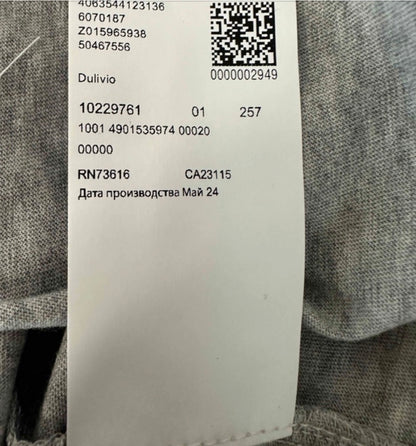 4063544123136
6070187
Z015965938
50467556
0000002949
Dulivio
10229761 01 257
1001 4901535974 00020
00000
RN73616 CA23115
Дата производства Май 24